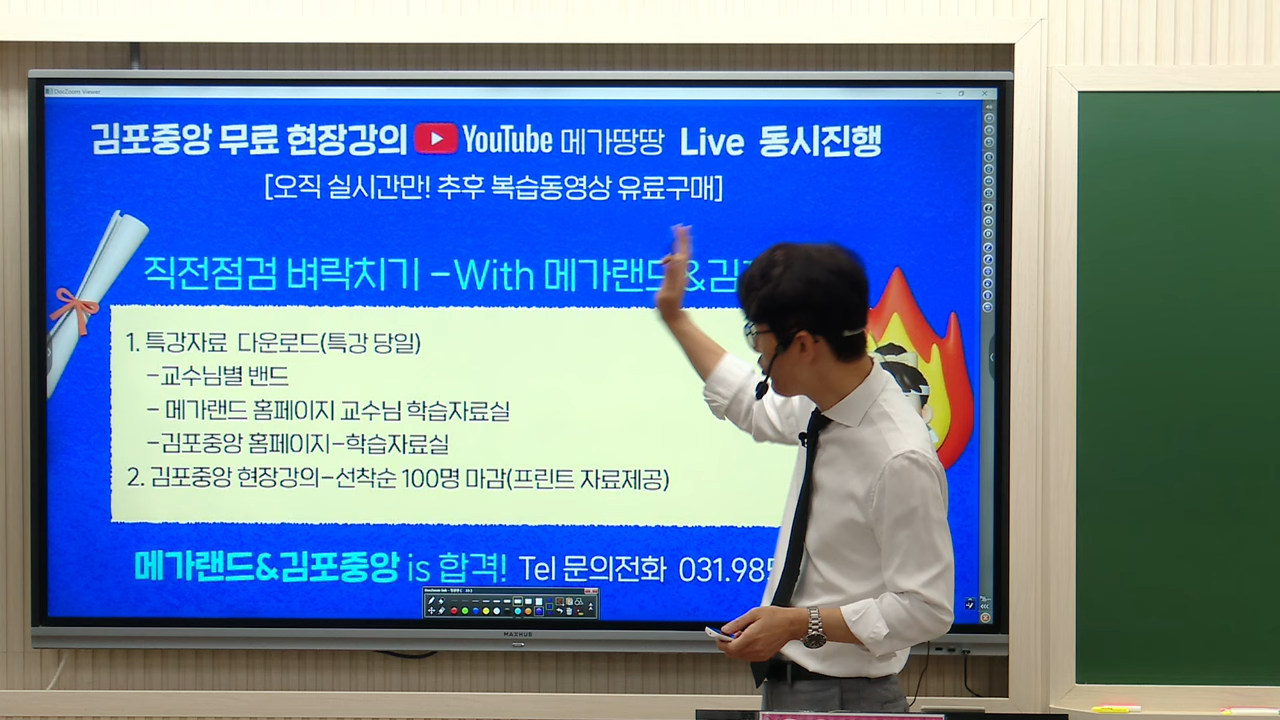 DocZoom Viewer
김포중앙 무료 현장강의 YouTube 메가땅땅 Live 동시진행
[오직 실시간만! 추후 복습동영상 유료구매]
직전점검 벼락치기 -With 메가랜드&김
1. 특강자료 다운로드(특강 당일)
-교수님별 밴드
- 메가랜드 홈페이지 교수님 학습자료실
-김포중앙 홈페이지-학습자료실
2. 김포중앙 현장강의-선착순 100명 마감(프린트 자료제공)
메가랜드&김포중앙 is 합격! Tel 문의전화 031.985
MAXHUB